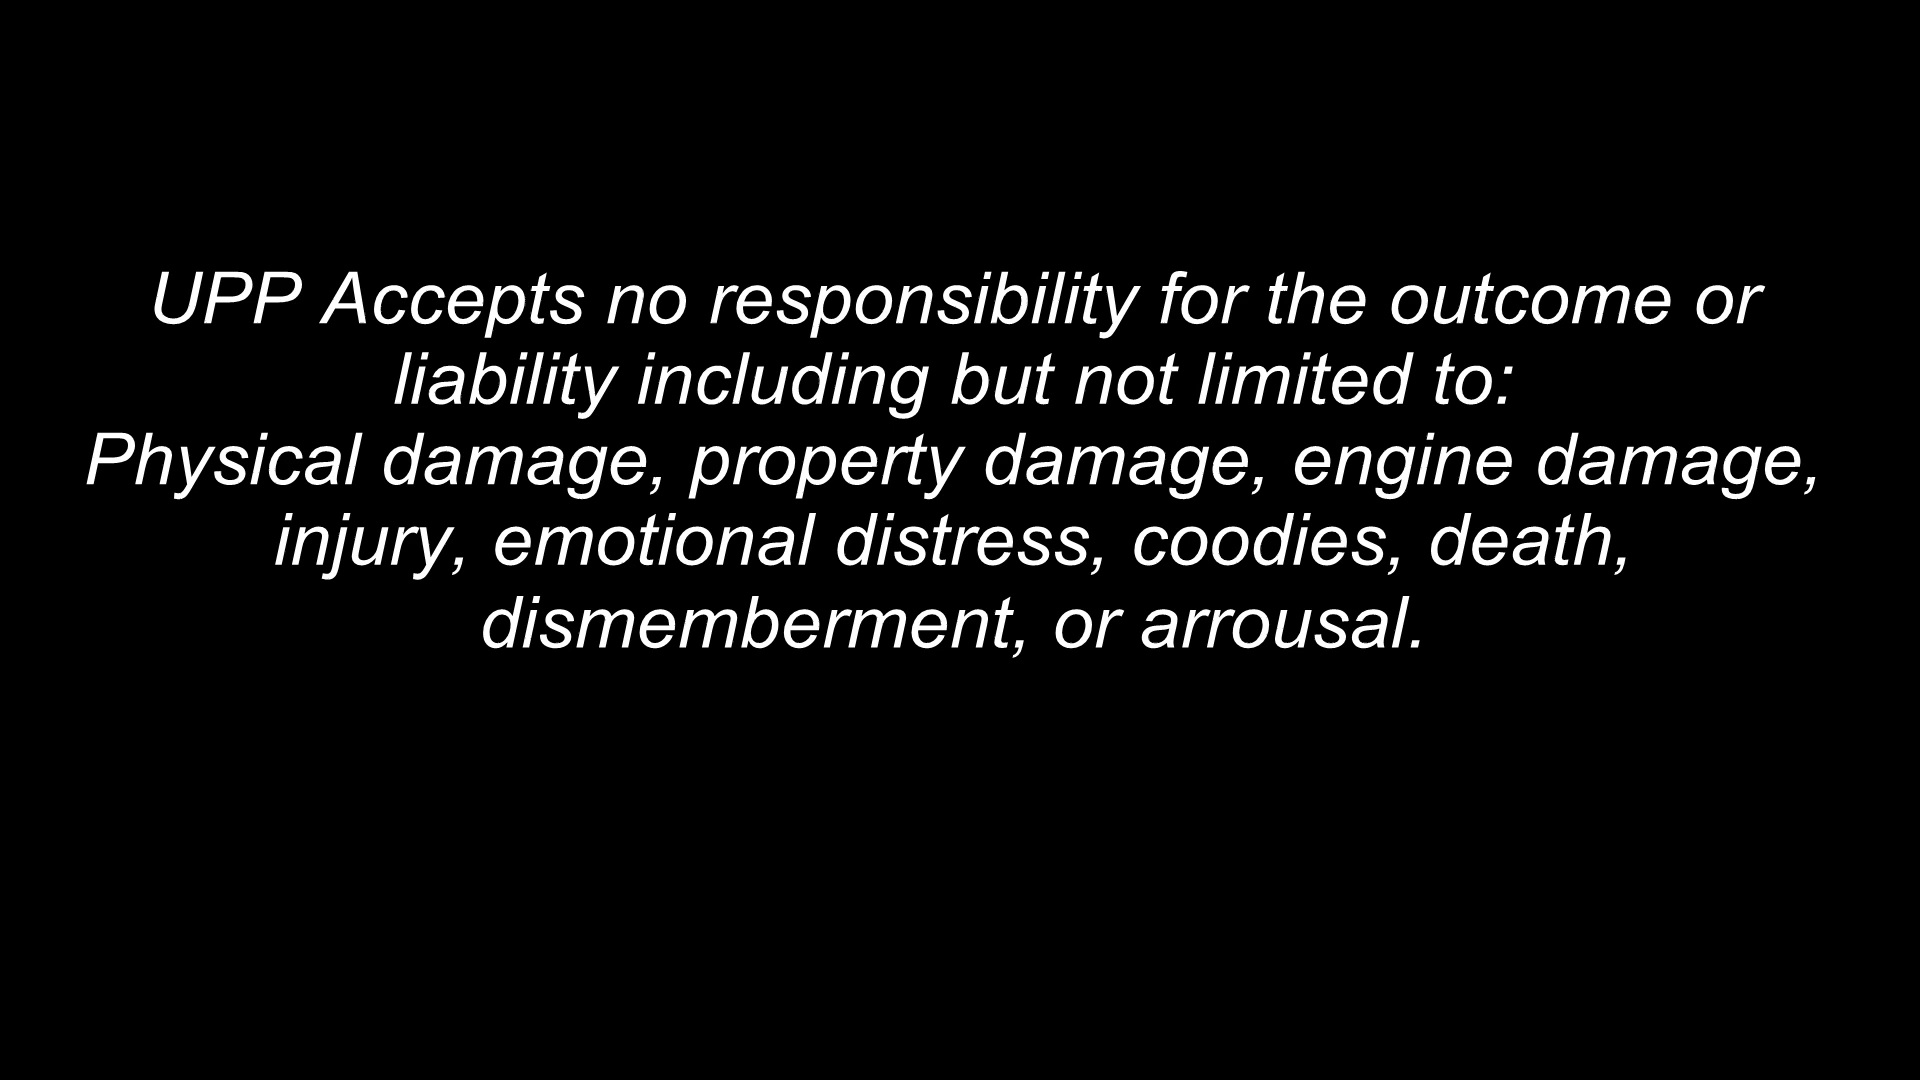 UPP Accepts no responsibility for the outcome or
liability including but not limited to:
Physical damage, property damage, engine damage,
injury, emotional distress, coodies, death,
dismemberment, or arrousal.